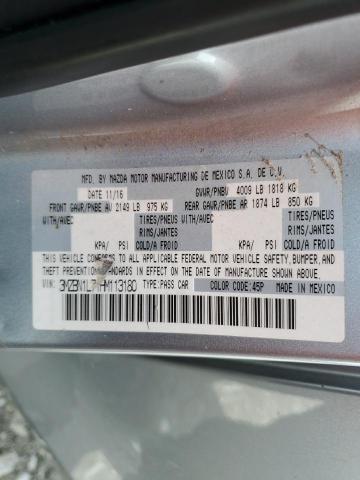 MFD. BY MAZDA MOTOR MANUFACTURING DE MEXICO S.A. DE C.V.
DATE 11/16 GVWR/PNBV 4009 LB 1818 KG
FRONT GAWR/PNBE AV 2149 LB 975 KG REAR GAWR/PNBE AR 1874 LB 850 KG
WITH/AVEC TIRES/PNEUS WITH/AVEC TIRES/PNEUS
RIMS/JANTES RIMS/JANTES
KPA/ PSI COLD/A FROID KPA/ PSI COLD/A FROID
THIS VEHICLE CONFORMS TO ALL APPLICABLE FEDERAL MOTOR VEHICLE SAFETY, BUMPER, AND
THEFT PREVENTION STANDARDS IN EFFECT ON THE DATE OF MANUFACTURE SHOWN ABOVE.
VIN: TYPE:PASS CAR COLOR CODE:45P MADE IN MEXICO